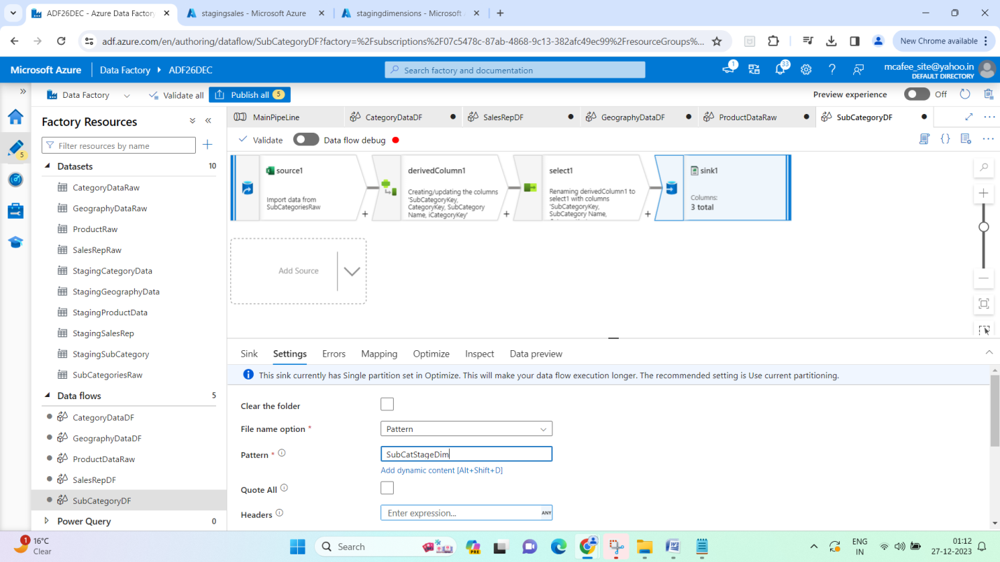 ADF26DEC - Azure Data Factory
stagingsales - Microsoft Azure
stagingdimensions - Microsoft
adf.azure.com/en/authoring/dataflow/SubCategoryDF?factory=%2Fsubscriptions%2F07c5478c-87ab-4868-9c13-382afc49ec99%2FresourceGroups%...
New Chrome available
Microsoft Azure
Data Factory
ADF26DEC
Search factory and documentation
1
33
mcafee_site@yahoo.in
DEFAULT DIRECTORY
Data Factory
Validate all
Publish all 5
Preview experience
Off
5
Factory Resources
Filter resources by name
Datasets 10
CategoryDataRaw
GeographyDataRaw
ProductRaw
SalesRepRaw
StagingCategoryData
StagingGeographyData
StagingProductData
StagingSalesRep
StagingSubCategory
SubCategoriesRaw
Data flows 5
CategoryDataDF
GeographyDataDF
ProductDataRaw
SalesRepDF
SubCategoryDF
Power Query 0
MainPipeLine
CategoryDataDF
SalesRepDF
GeographyDataDF
ProductDataRaw
SubCategoryDF
Validate
Data flow debug
source1
Import data from
SubCategoriesRaw
derivedColumn1
Creating/updating the columns
'SubCategoryKey,
CategoryKey, SubCategory
Name, iCategoryKey'
select1
Renaming derivedColumn1 to
select1 with columns
'SubCategoryKey,
SubCategory Name,
sink1
Columns:
3 total
Add Source
Sink
Settings
Errors
Mapping
Optimize
Inspect
Data preview
This sink currently has Single partition set in Optimize. This will make your data flow execution longer. The recommended setting is Use current partitioning.
Clear the folder
File name option *
Pattern
Pattern *
SubCatStageDim
Add dynamic content [Alt+Shift+D]
Quote All
Headers
Enter expression...
ANY
1
16°C
Clear
Search
PRE
ENG
IN
01:12
27-12-2023